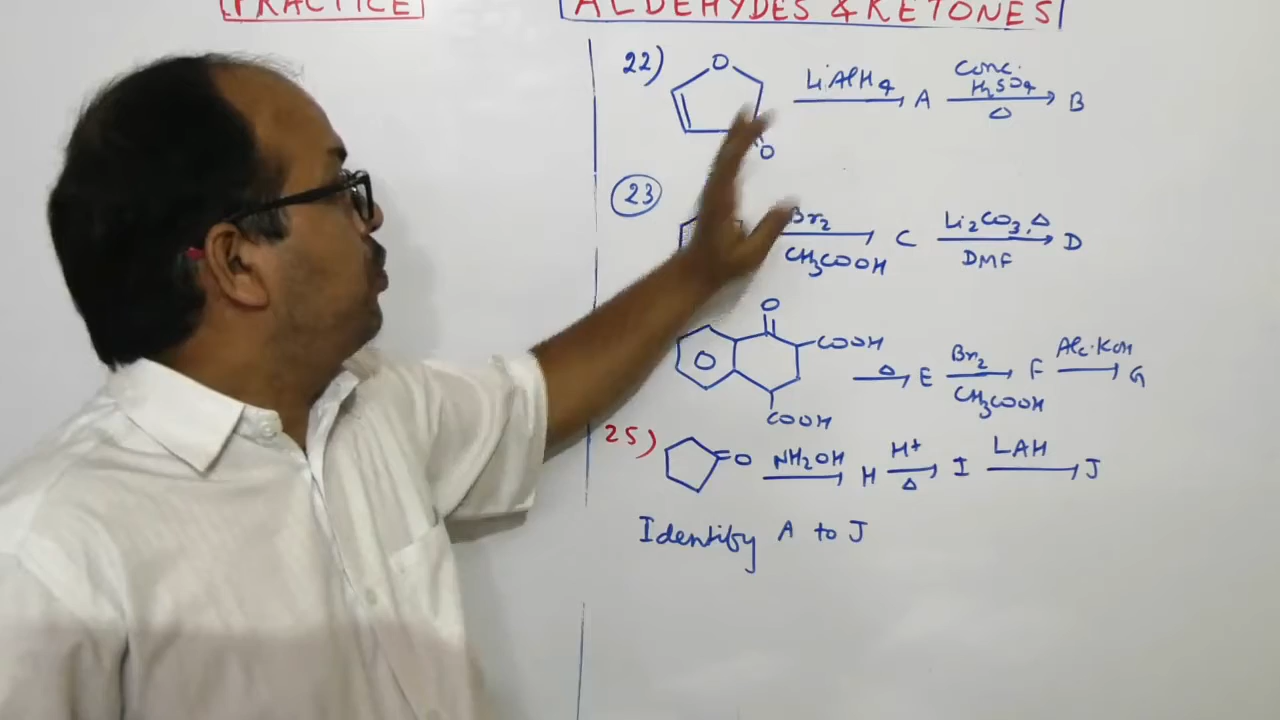 PRACTICE
ALDEHYDES & KETONES
22) O O LiAlH4 A Conc. H2SO4 Δ B
23 Br2 CH3COOH C Li2CO3, Δ DMF D
O O COOH COOH Δ E Br2 CH3COOH F Alc. KOH G
25) O NH2OH H H+ Δ I LAH J
Identify A to J